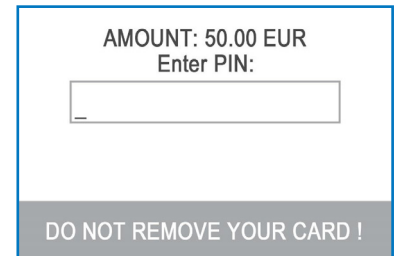 AMOUNT: 50.00 EUR
Enter PIN:
_
DO NOT REMOVE YOUR CARD !